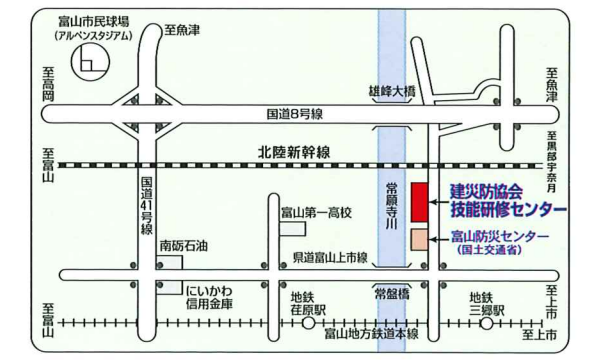 富山市民球場
（アルペンスタジアム）
至魚津
至高岡
雄峰大橋
至魚津
国道8号線
至富山
北陸新幹線
至黒部宇奈月
国道41号線
常願寺川
建災防協会
技能研修センター
富山第一高校
富山防災センター
（国土交通省）
南砺石油
県道富山上市線
にいかわ
信用金庫
常盤橋
至上市
地鉄
荏原駅
地鉄
三郷駅
至富山
富山地方鉄道本線
至上市